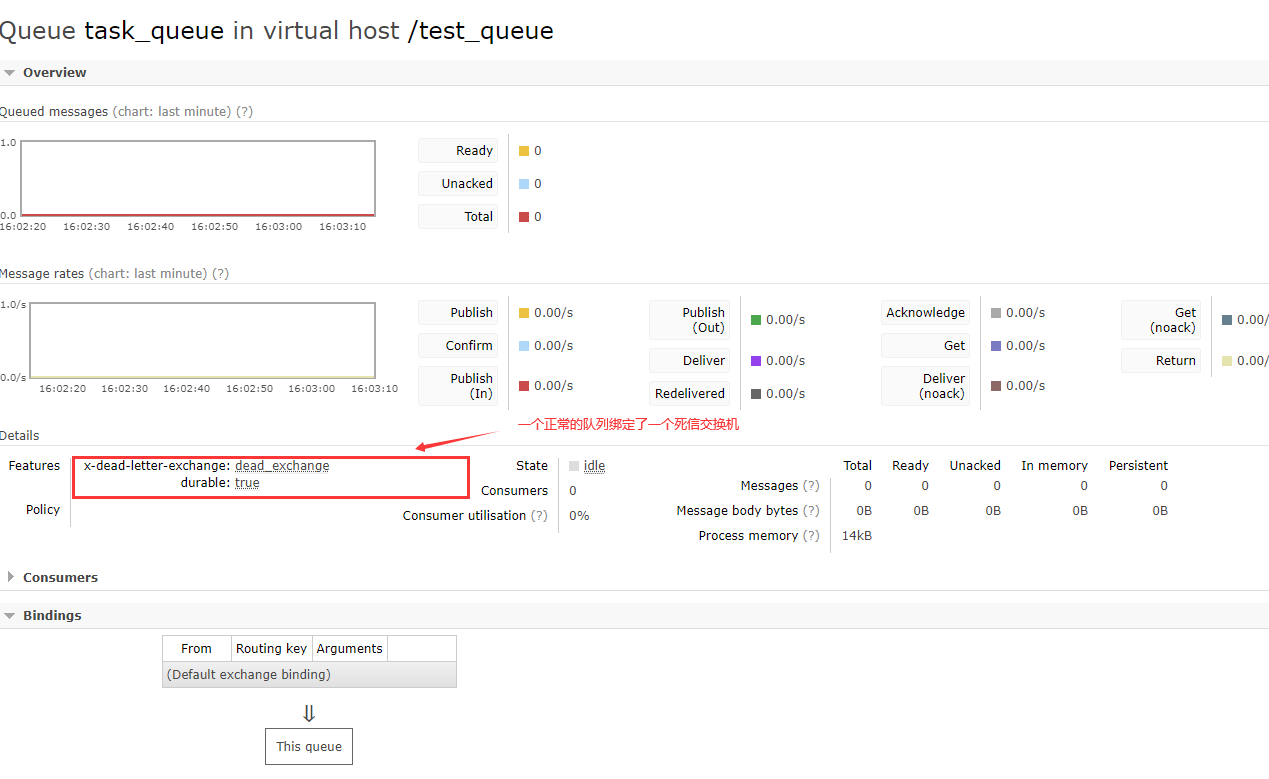 Queue task_queue in virtual host /test_queue
Overview
Queued messages (chart: last minute) (?)
1.0
0.0
16:02:20 16:02:30 16:02:40 16:02:50 16:03:00 16:03:10
Ready 0
Unacked 0
Total 0
Message rates (chart: last minute) (?)
1.0/s
0.0/s
16:02:20 16:02:30 16:02:40 16:02:50 16:03:00 16:03:10
Publish 0.00/s
Confirm 0.00/s
Publish
(In) 0.00/s
Publish
(Out) 0.00/s
Deliver 0.00/s
Redelivered 0.00/s
Acknowledge 0.00/s
Get 0.00/s
Deliver
(noack) 0.00/s
Get
(noack) 0.00/
Return 0.00/
一个正常的队列绑定了一个死信交换机
Details
Features x-dead-letter-exchange: dead_exchange
durable: true
Policy
State idle
Consumers 0
Consumer utilisation (?) 0%
Total Ready Unacked In memory Persistent
Messages (?) 0 0 0 0 0
Message body bytes (?) 0B 0B 0B 0B 0B
Process memory (?) 14kB
Consumers
Bindings
From Routing key Arguments
(Default exchange binding)
⇓
This queue